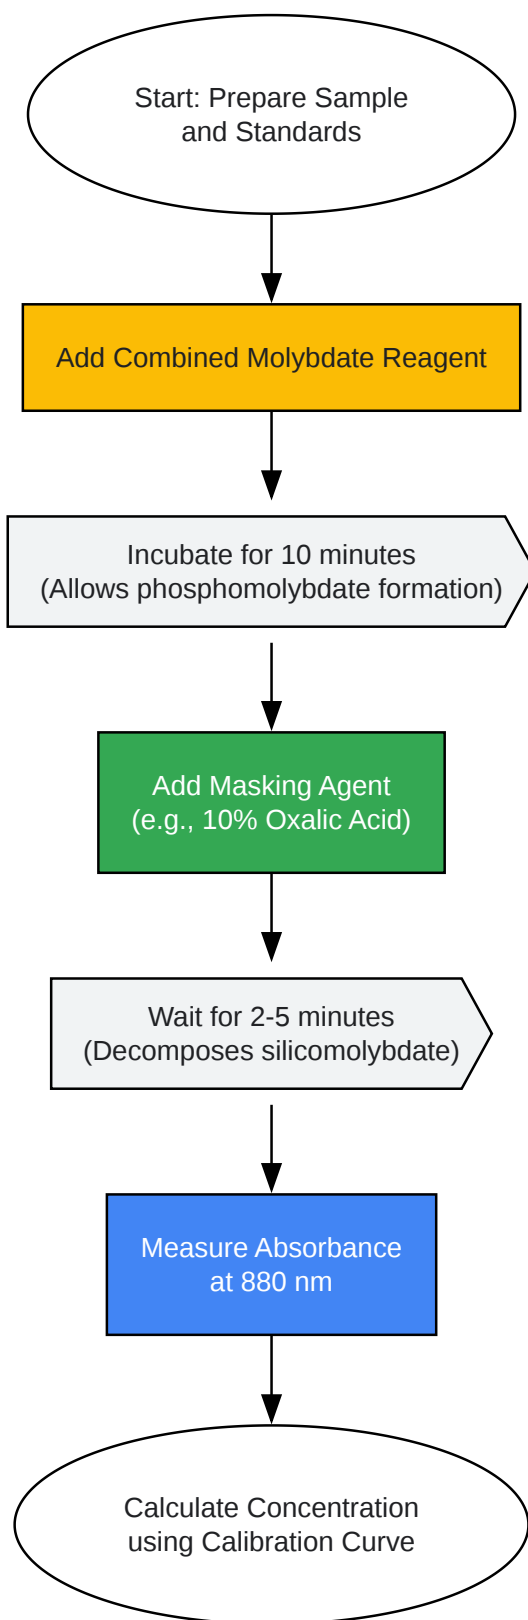 Start: Prepare Sample
and Standards
Add Combined Molybdate Reagent
Incubate for 10 minutes
(Allows phosphomolybdate formation)
Add Masking Agent
(e.g., 10% Oxalic Acid)
Wait for 2-5 minutes
(Decomposes silicomolybdate)
Measure Absorbance
at 880 nm
Calculate Concentration
using Calibration Curve